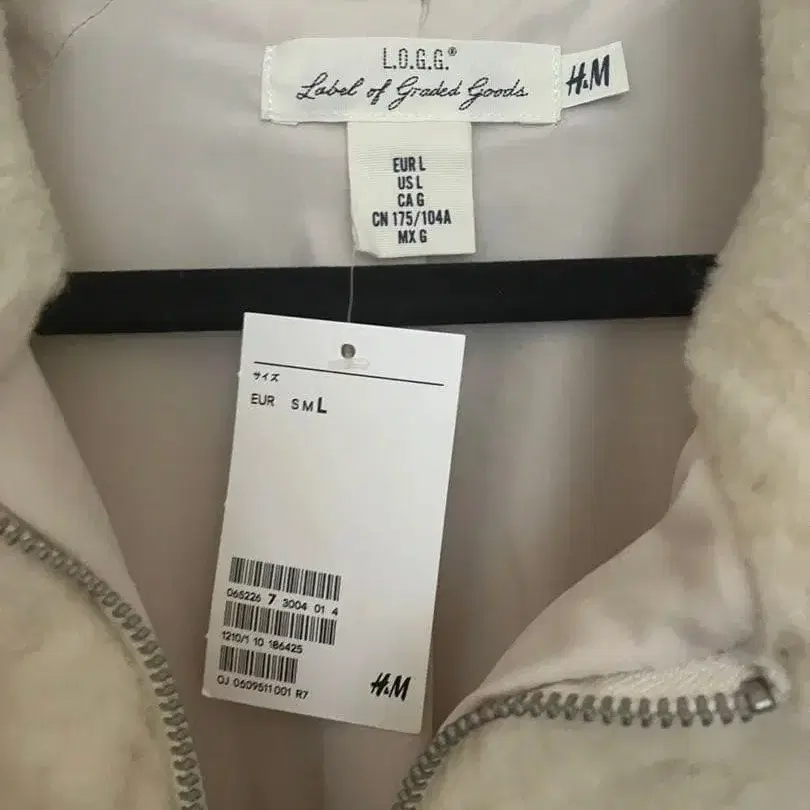 L.O.G.G.®
Label of Graded Goods
H&M
EUR L
US L
CA G
CN 175/104A
MX G
サイズ
EUR S M L
065226 7 3004 01 4
1210/1 10 186425
OJ 0609511001 R7
H&M